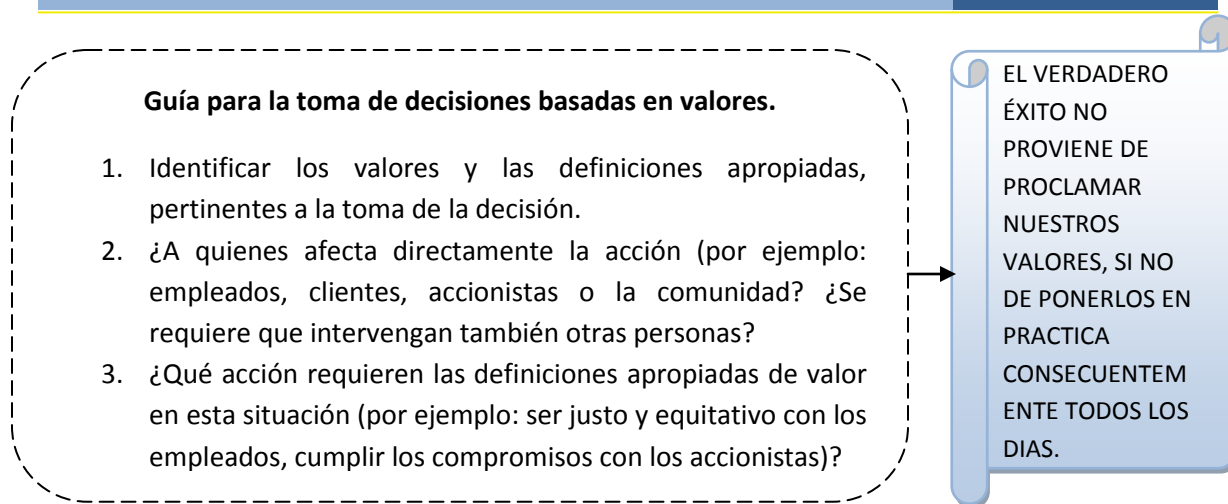 Guía para la toma de decisiones basadas en valores.
1. Identificar los valores y las definiciones apropiadas,
pertinentes a la toma de la decisión.
2. ¿A quienes afecta directamente la acción (por ejemplo:
empleados, clientes, accionistas o la comunidad? ¿Se
requiere que intervengan también otras personas?
3. ¿Qué acción requieren las definiciones apropiadas de valor
en esta situación (por ejemplo: ser justo y equitativo con los
empleados, cumplir los compromisos con los accionistas)?
EL VERDADERO
ÉXITO NO
PROVIENE DE
PROCLAMAR
NUESTROS
VALORES, SI NO
DE PONERLOS EN
PRACTICA
CONSECUENTEM
ENTE TODOS LOS
DIAS.